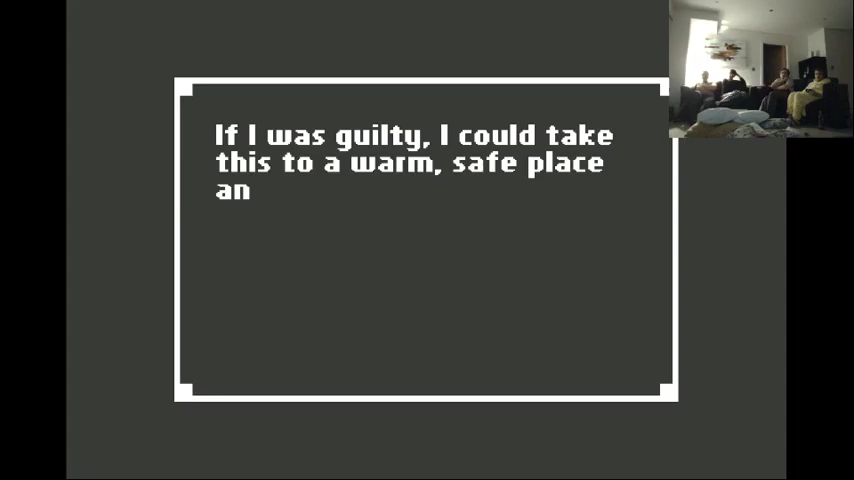 If I was guilty, I could take
this to a warm, safe place
an